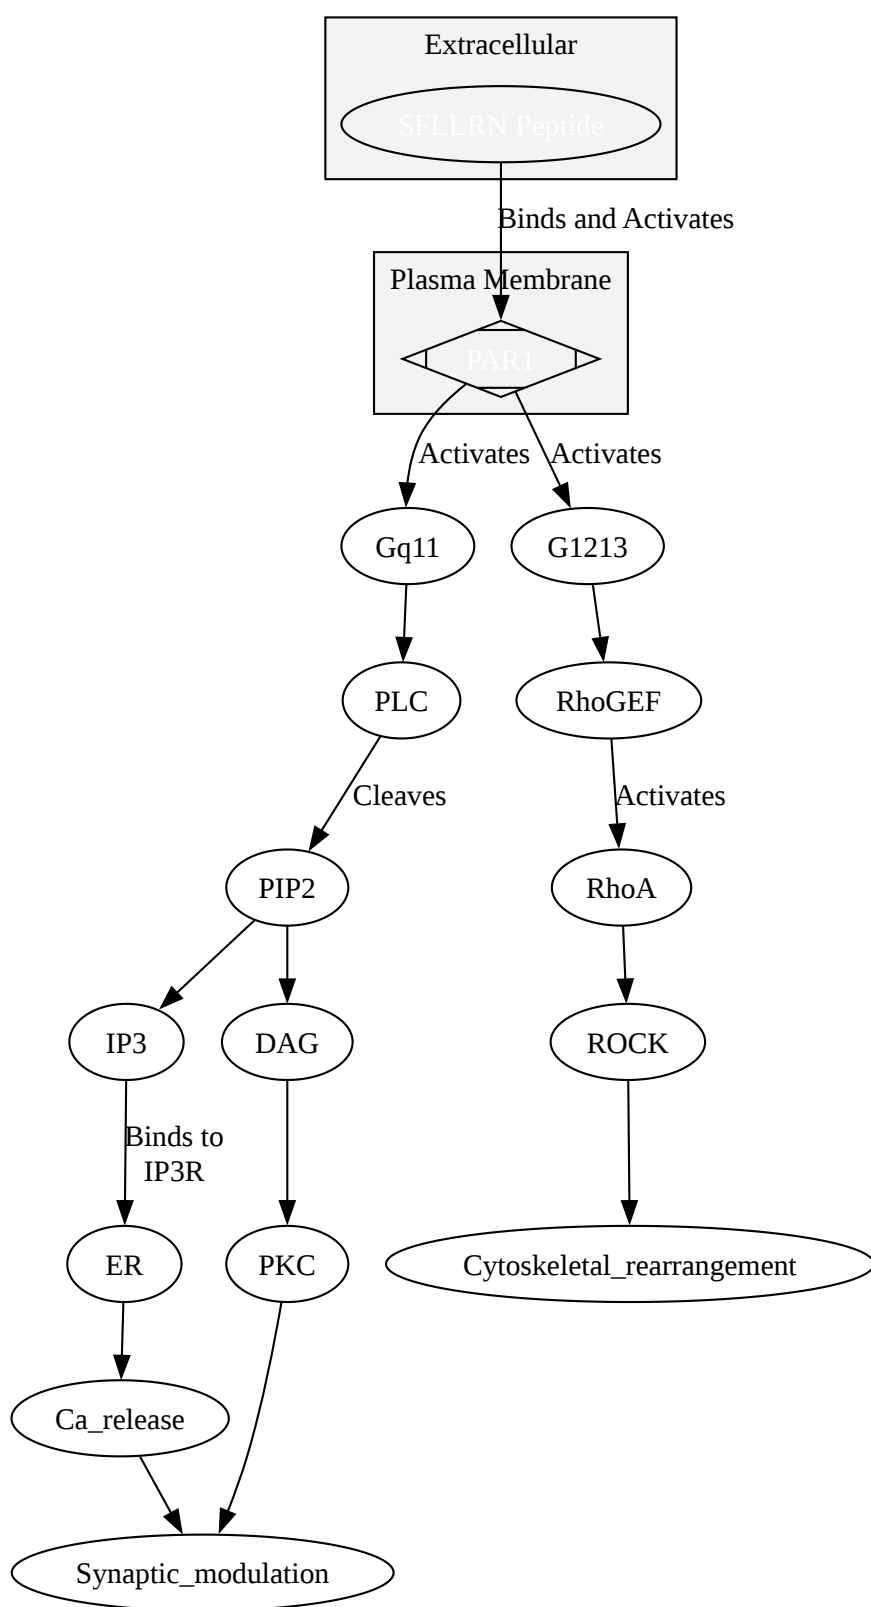 Extracellular
SFLLRN Peptide
Binds and Activates
Plasma Membrane
PAR1
Activates
Activates
Gq11
G1213
PLC
RhoGEF
Cleaves
Activates
PIP2
RhoA
IP3
DAG
ROCK
Binds to
IP3R
ER
PKC
Cytoskeletal_rearrangement
Ca_release
Synaptic_modulation